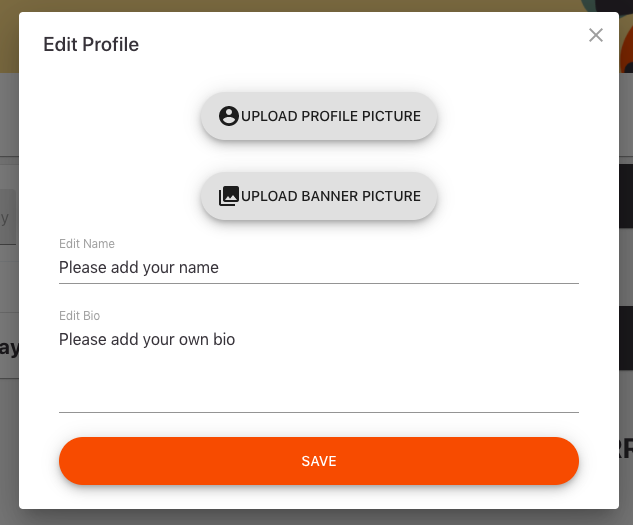 Edit Profile
UPLOAD PROFILE PICTURE
UPLOAD BANNER PICTURE
Edit Name
Please add your name
Edit Bio
Please add your own bio
SAVE